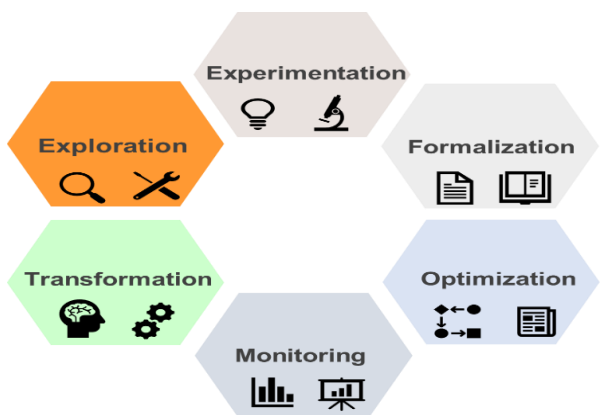 Experimentation
Exploration
Formalization
Transformation
Optimization
Monitoring